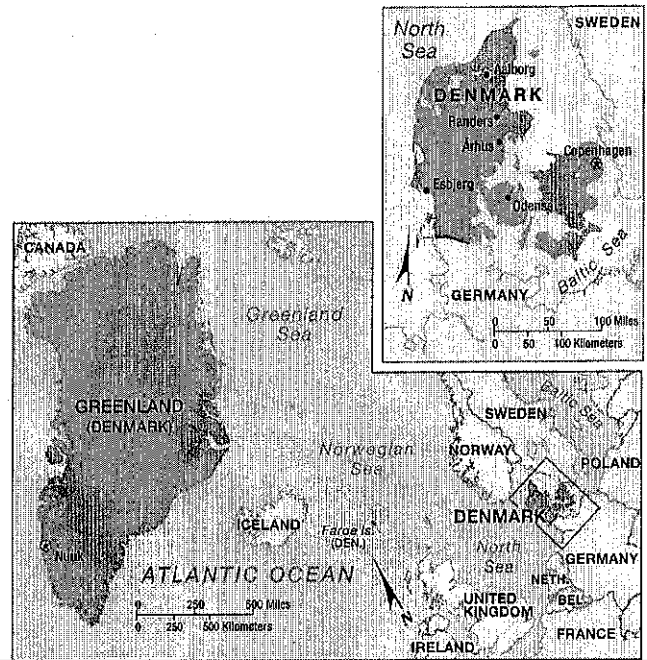 North
Sea
SWEDEN
Aalborg
DENMARK
Randers
Arhus
Copenhagen
Esbjerg
Odense
Baltic Sea
N
GERMANY
0 50 100 Miles
0 50 100 Kilometers
CANADA
Greenland
Sea
GREENLAND
(DENMARK)
Norwegian
Sea
SWEDEN
Baltic Sea
NORWAY
POLAND
ICELAND
Faroe Is.
(DEN.)
DENMARK
Nuuk
North
Sea
GERMANY
ATLANTIC OCEAN
NETH.
BEL.
0 250 500 Miles
0 250 500 Kilometers
N
UNITED
KINGDOM
IRELAND
FRANCE